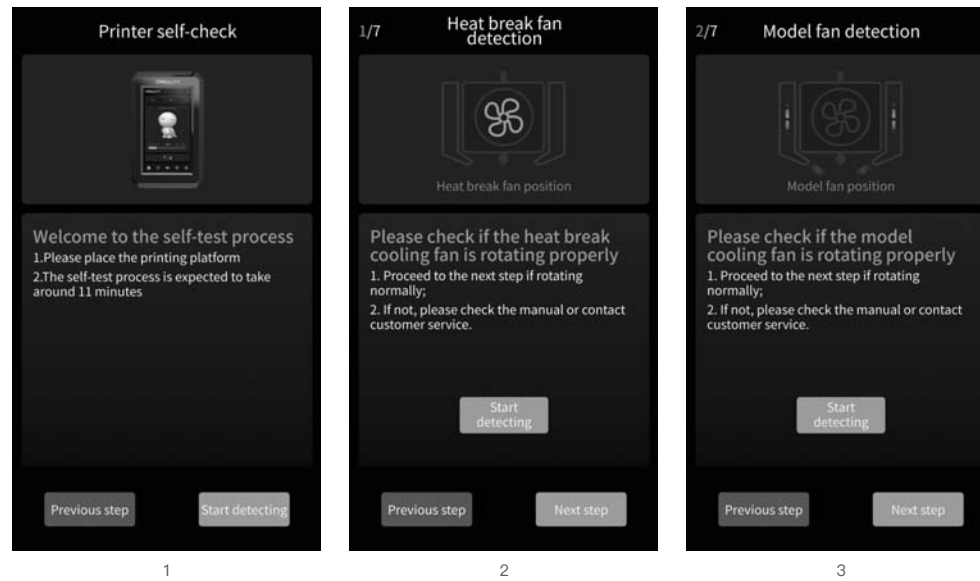 Printer self-check
Welcome to the self-test process
1.Please place the printing platform
2.The self-test process is expected to take
around 11 minutes
Previous step
Start detecting
1
1/7
Heat break fan
detection
Heat break fan position
Please check if the heat break
cooling fan is rotating properly
1. Proceed to the next step if rotating
normally;
2. If not, please check the manual or contact
customer service.
Start
detecting
Previous step
Next step
2
2/7
Model fan detection
Model fan position
Please check if the model
cooling fan is rotating properly
1. Proceed to the next step if rotating
normally;
2. If not, please check the manual or contact
customer service.
Start
detecting
Previous step
Next step
3